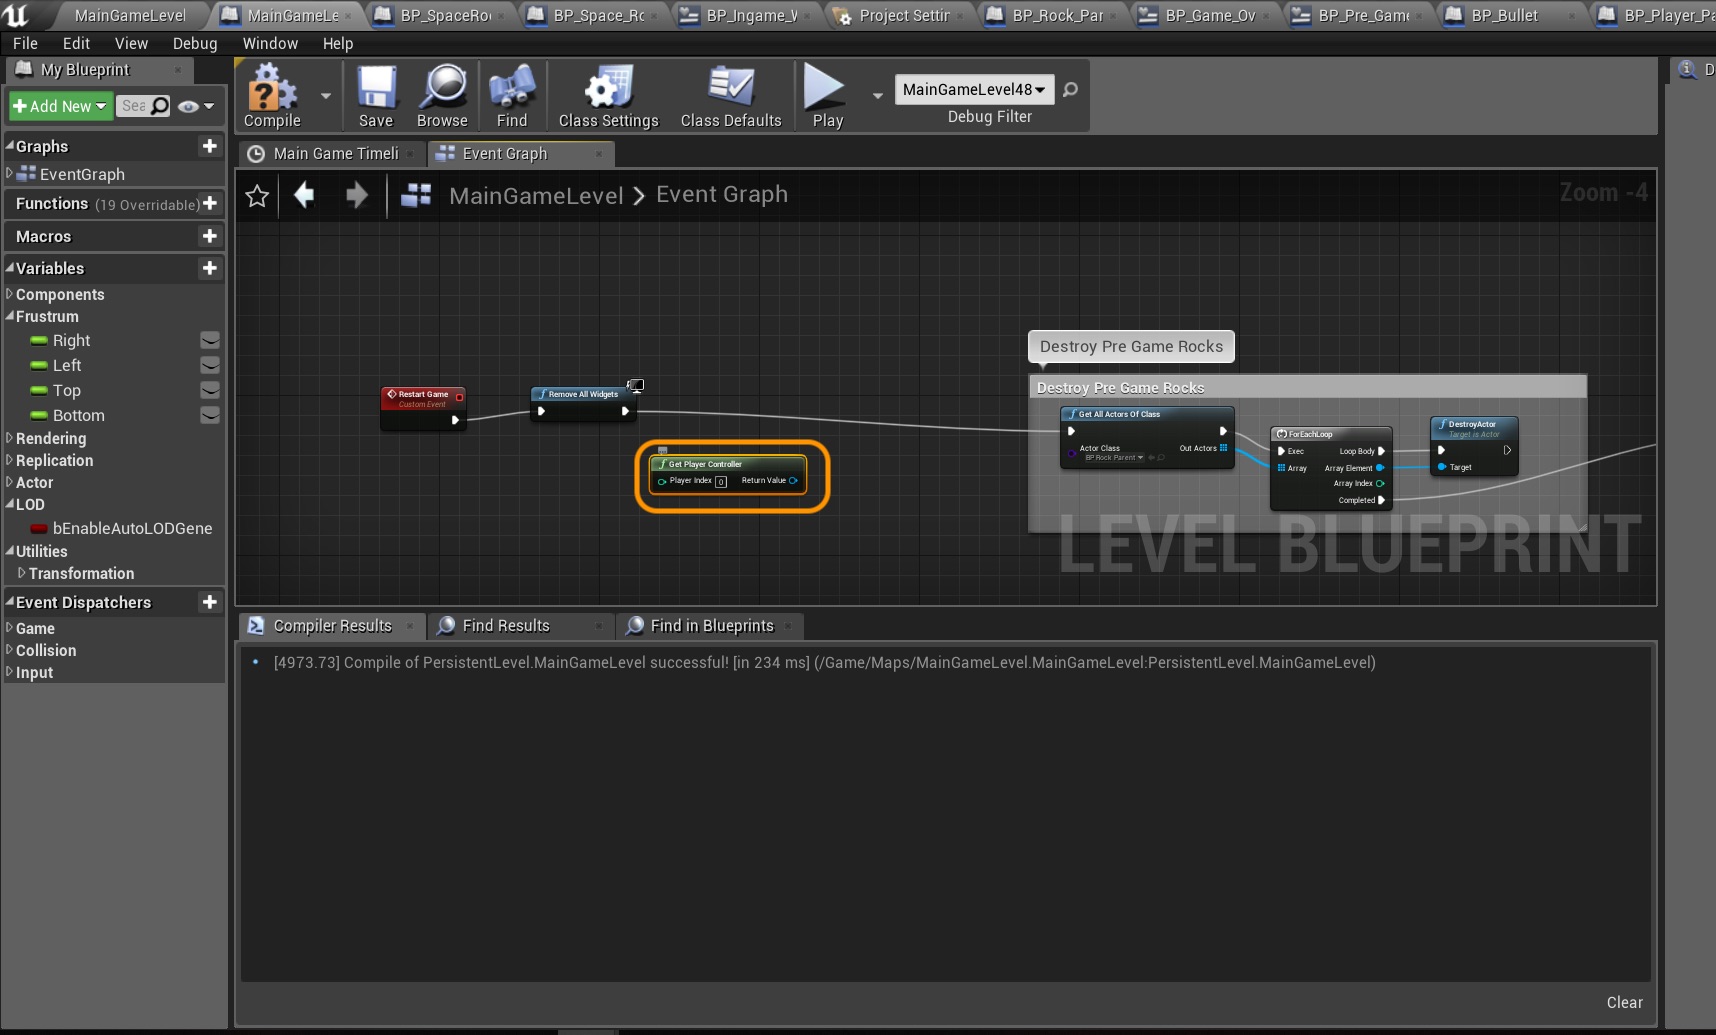 MainGameLevel
MainGameLe
BP_SpaceRo
BP_Space_Rc
BP_Ingame_V
Project Settir
BP_Rock_Par
BP_Game_Ov
BP_Pre_Game
BP_Bullet
BP_Player_Pa
File Edit View Debug Window Help
My Blueprint
D
Add New
Sea
Compile
Save
Browse
Find
Class Settings
Class Defaults
Play
MainGameLevel48
Debug Filter
Graphs
EventGraph
Functions (19 Overridable)
Macros
Variables
Components
Frustrum
Right
Left
Top
Bottom
Rendering
Replication
Actor
LOD
bEnableAutoLODGene
Utilities
Transformation
Event Dispatchers
Game
Collision
Input
Main Game Timeli
Event Graph
MainGameLevel > Event Graph
Zoom -4
Restart Game
Custom Event
Remove All Widgets
Get Player Controller
Player Index 0 Return Value
Destroy Pre Game Rocks
Destroy Pre Game Rocks
Get All Actors Of Class
Actor Class
BP Rock Parent
Out Actors
ForEachLoop
Exec Loop Body
Array Array Element
Array Index
Completed
DestroyActor
Target is Actor
Target
LEVEL BLUEPRINT
Compiler Results
Find Results
Find in Blueprints
[4973.73] Compile of PersistentLevel.MainGameLevel successful! [in 234 ms] (/Game/Maps/MainGameLevel.MainGameLevel:PersistentLevel.MainGameLevel)
Clear